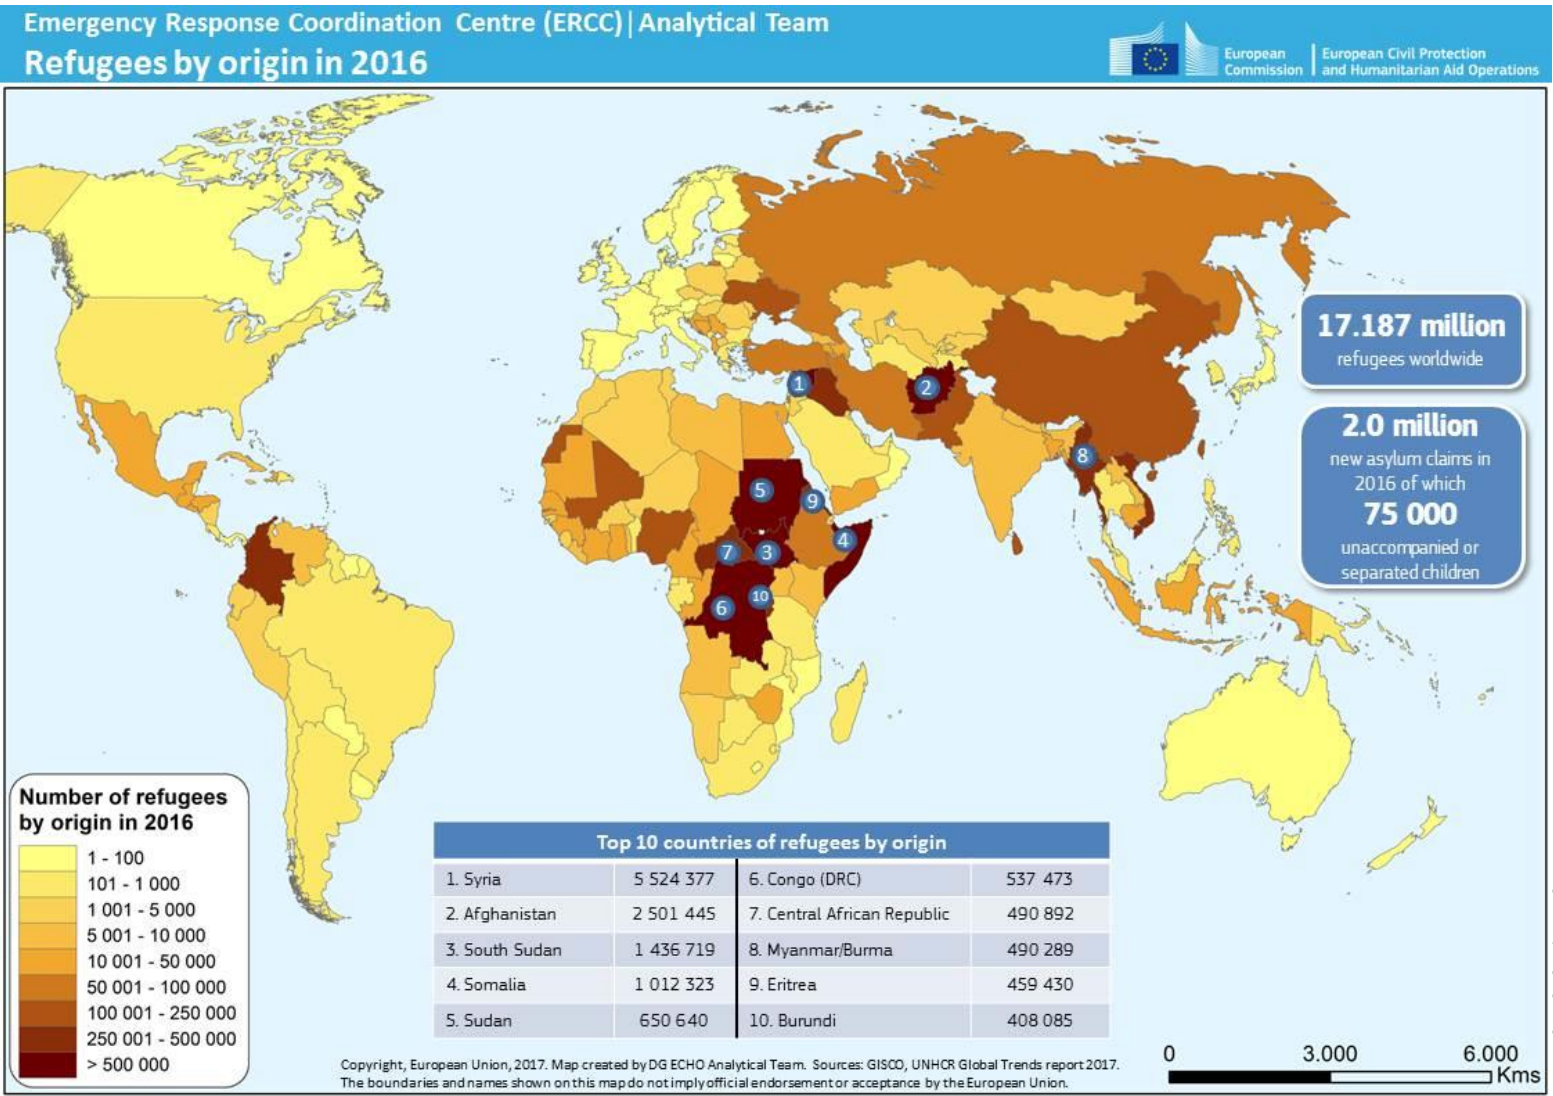 Emergency Response Coordination Centre (ERCC)|Analytical Team
Refugees by origin in 2016
European
Commission
European Civil Protection
and Humanitarian Aid Operations
17.187 million
refugees worldwide
2.0 million
new asylum claims in
2016 of which
75 000
unaccompanied or
separated children
1
2
8
5
9
4
7
3
6
10
Number of refugees
by origin in 2016
1 - 100
101 - 1 000
1 001 - 5 000
5 001 - 10 000
10 001 - 50 000
50 001 - 100 000
100 001 - 250 000
250 001 - 500 000
> 500 000
Top 10 countries of refugees by origin
1. Syria 5 524 377 6. Congo (DRC) 537 473
2. Afghanistan 2 501 445 7. Central African Republic 490 892
3. South Sudan 1 436 719 8. Myanmar/Burma 490 289
4. Somalia 1 012 323 9. Eritrea 459 430
5. Sudan 650 640 10. Burundi 408 085
Copyright, European Union, 2017. Map created by DG ECHO Analytical Team. Sources: GISCO, UNHCR Global Trends report 2017.
The boundaries and names shown on this map do not imply official endorsement or acceptance by the European Union.
0 3.000 6.000
Kms